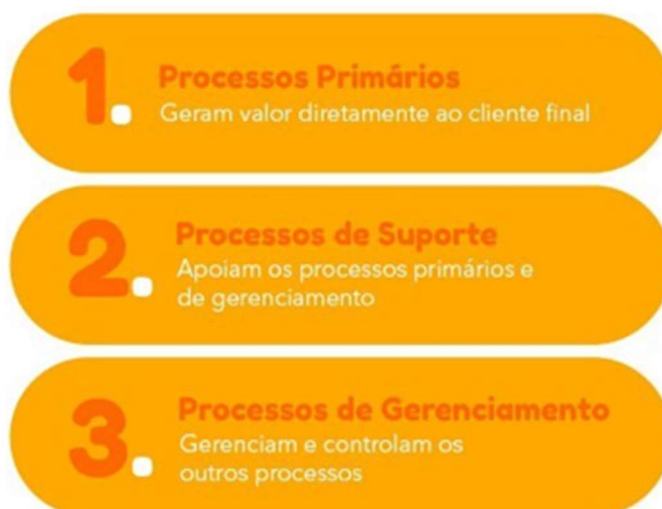 1.
Processos Primários
Geram valor diretamente ao cliente final
2.
Processos de Suporte
Apoiam os processos primários e
de gerenciamento
3.
Processos de Gerenciamento
Gerenciam e controlam os
outros processos